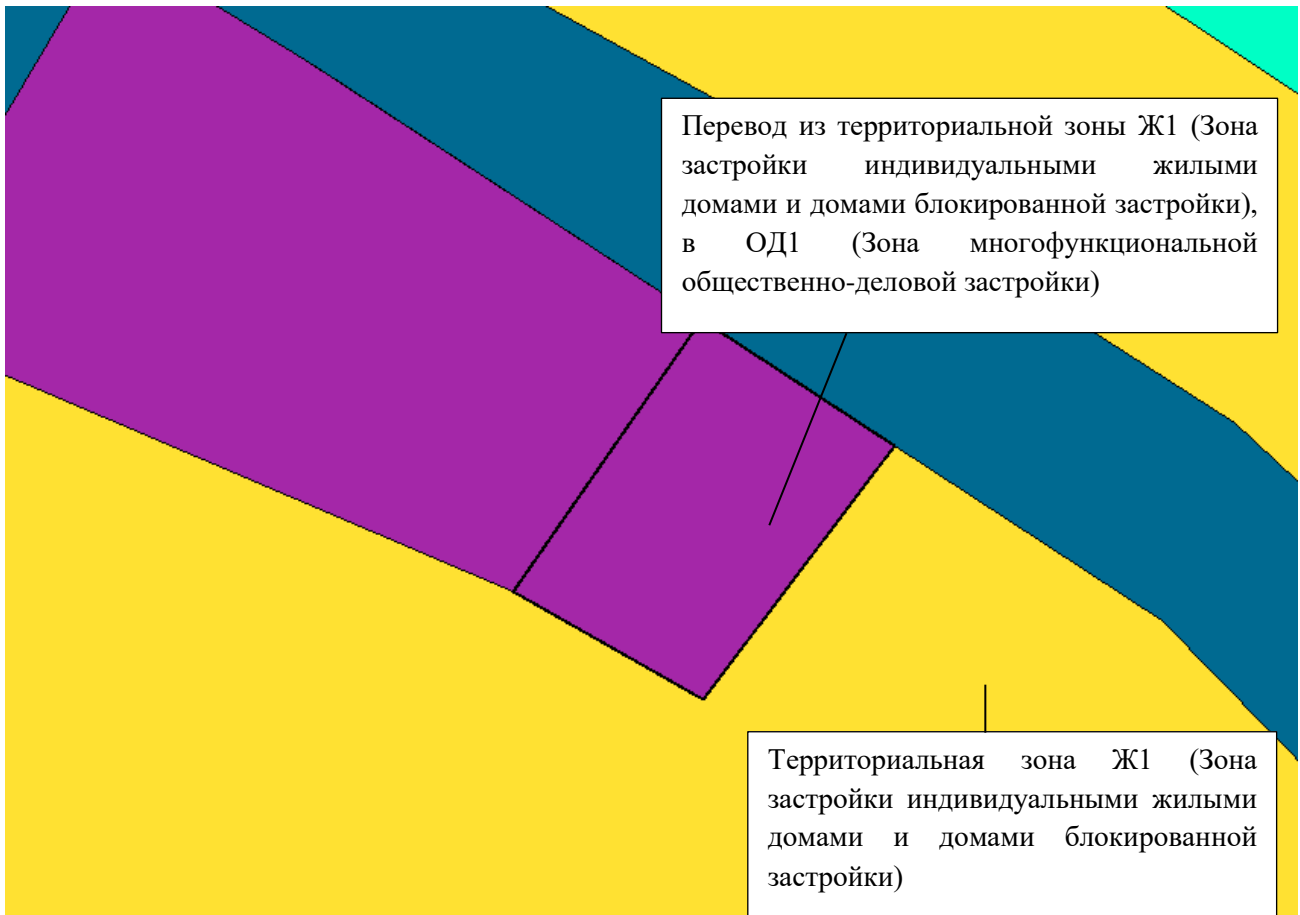 Перевод из территориальной зоны Ж1 (Зона
застройки индивидуальными жилыми
домами и домами блокированной застройки),
в ОД1 (Зона многофункциональной
общественно-деловой застройки)
Территориальная зона Ж1 (Зона
застройки индивидуальными жилыми
домами и домами блокированной
застройки)